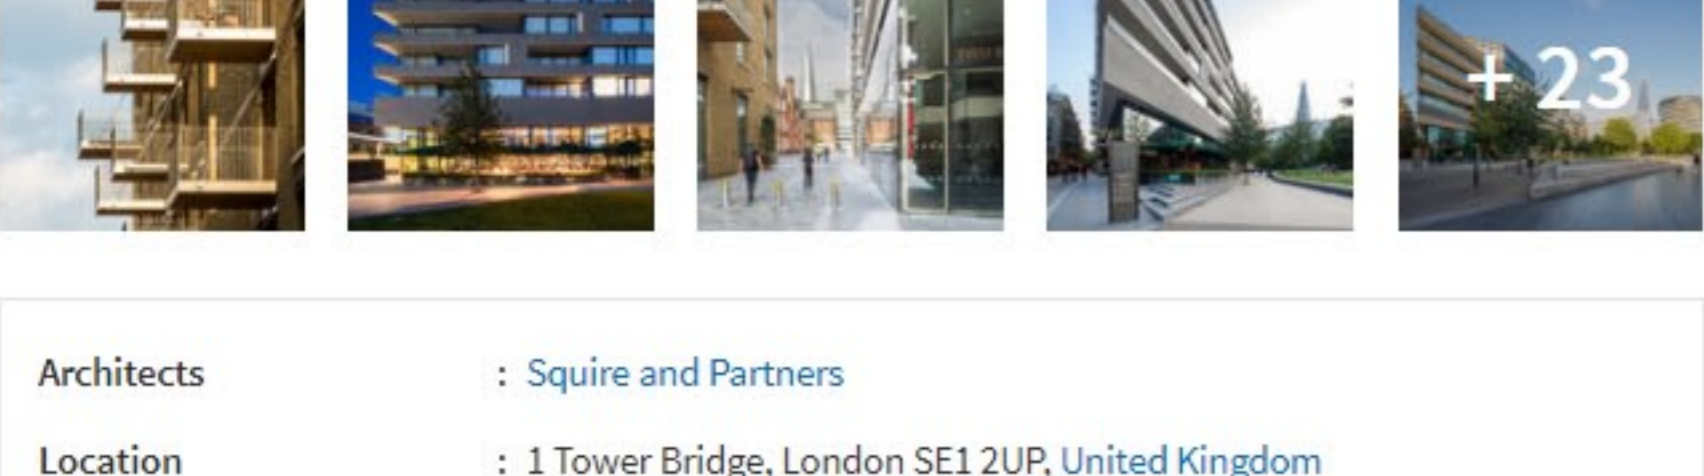 + 23
Architects : Squire and Partners
Location : 1 Tower Bridge, London SE1 2UP, United Kingdom